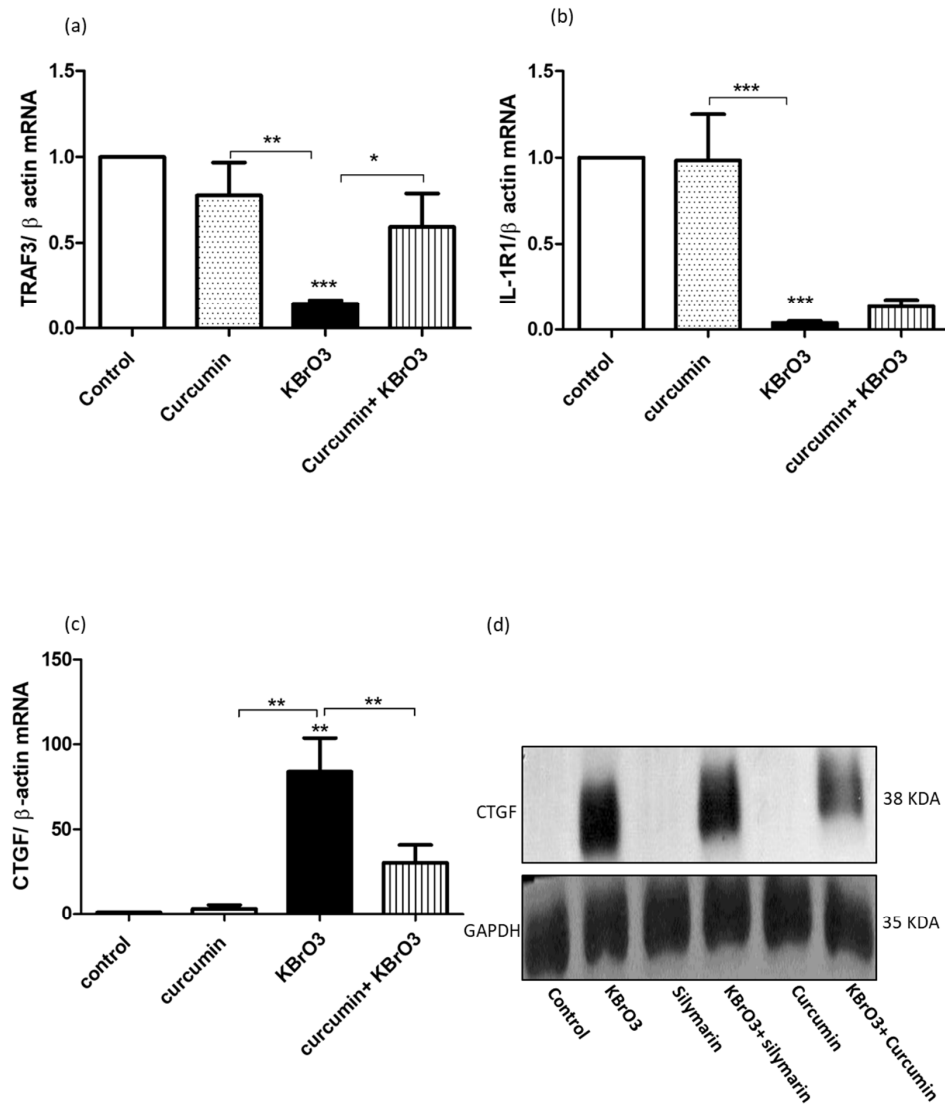 (a)
TRAF3/ β actin mRNA
1.5
1.0
0.5
0.0
**
*
***
Control
Curcumin
KBrO3
Curcumin+ KBrO3
(b)
IL-1R1/β actin mRNA
1.5
1.0
0.5
0.0
***
***
control
curcumin
KBrO3
curcumin+ KBrO3
(c)
CTGF/ β-actin mRNA
150
100
50
0
**
**
**
control
curcumin
KBrO3
curcumin+ KBrO3
(d)
CTGF
38 KDA
GAPDH
35 KDA
Control
KBrO3
Silymarin
KBrO3+ silymarin
Curcumin
KBrO3+ Curcumin